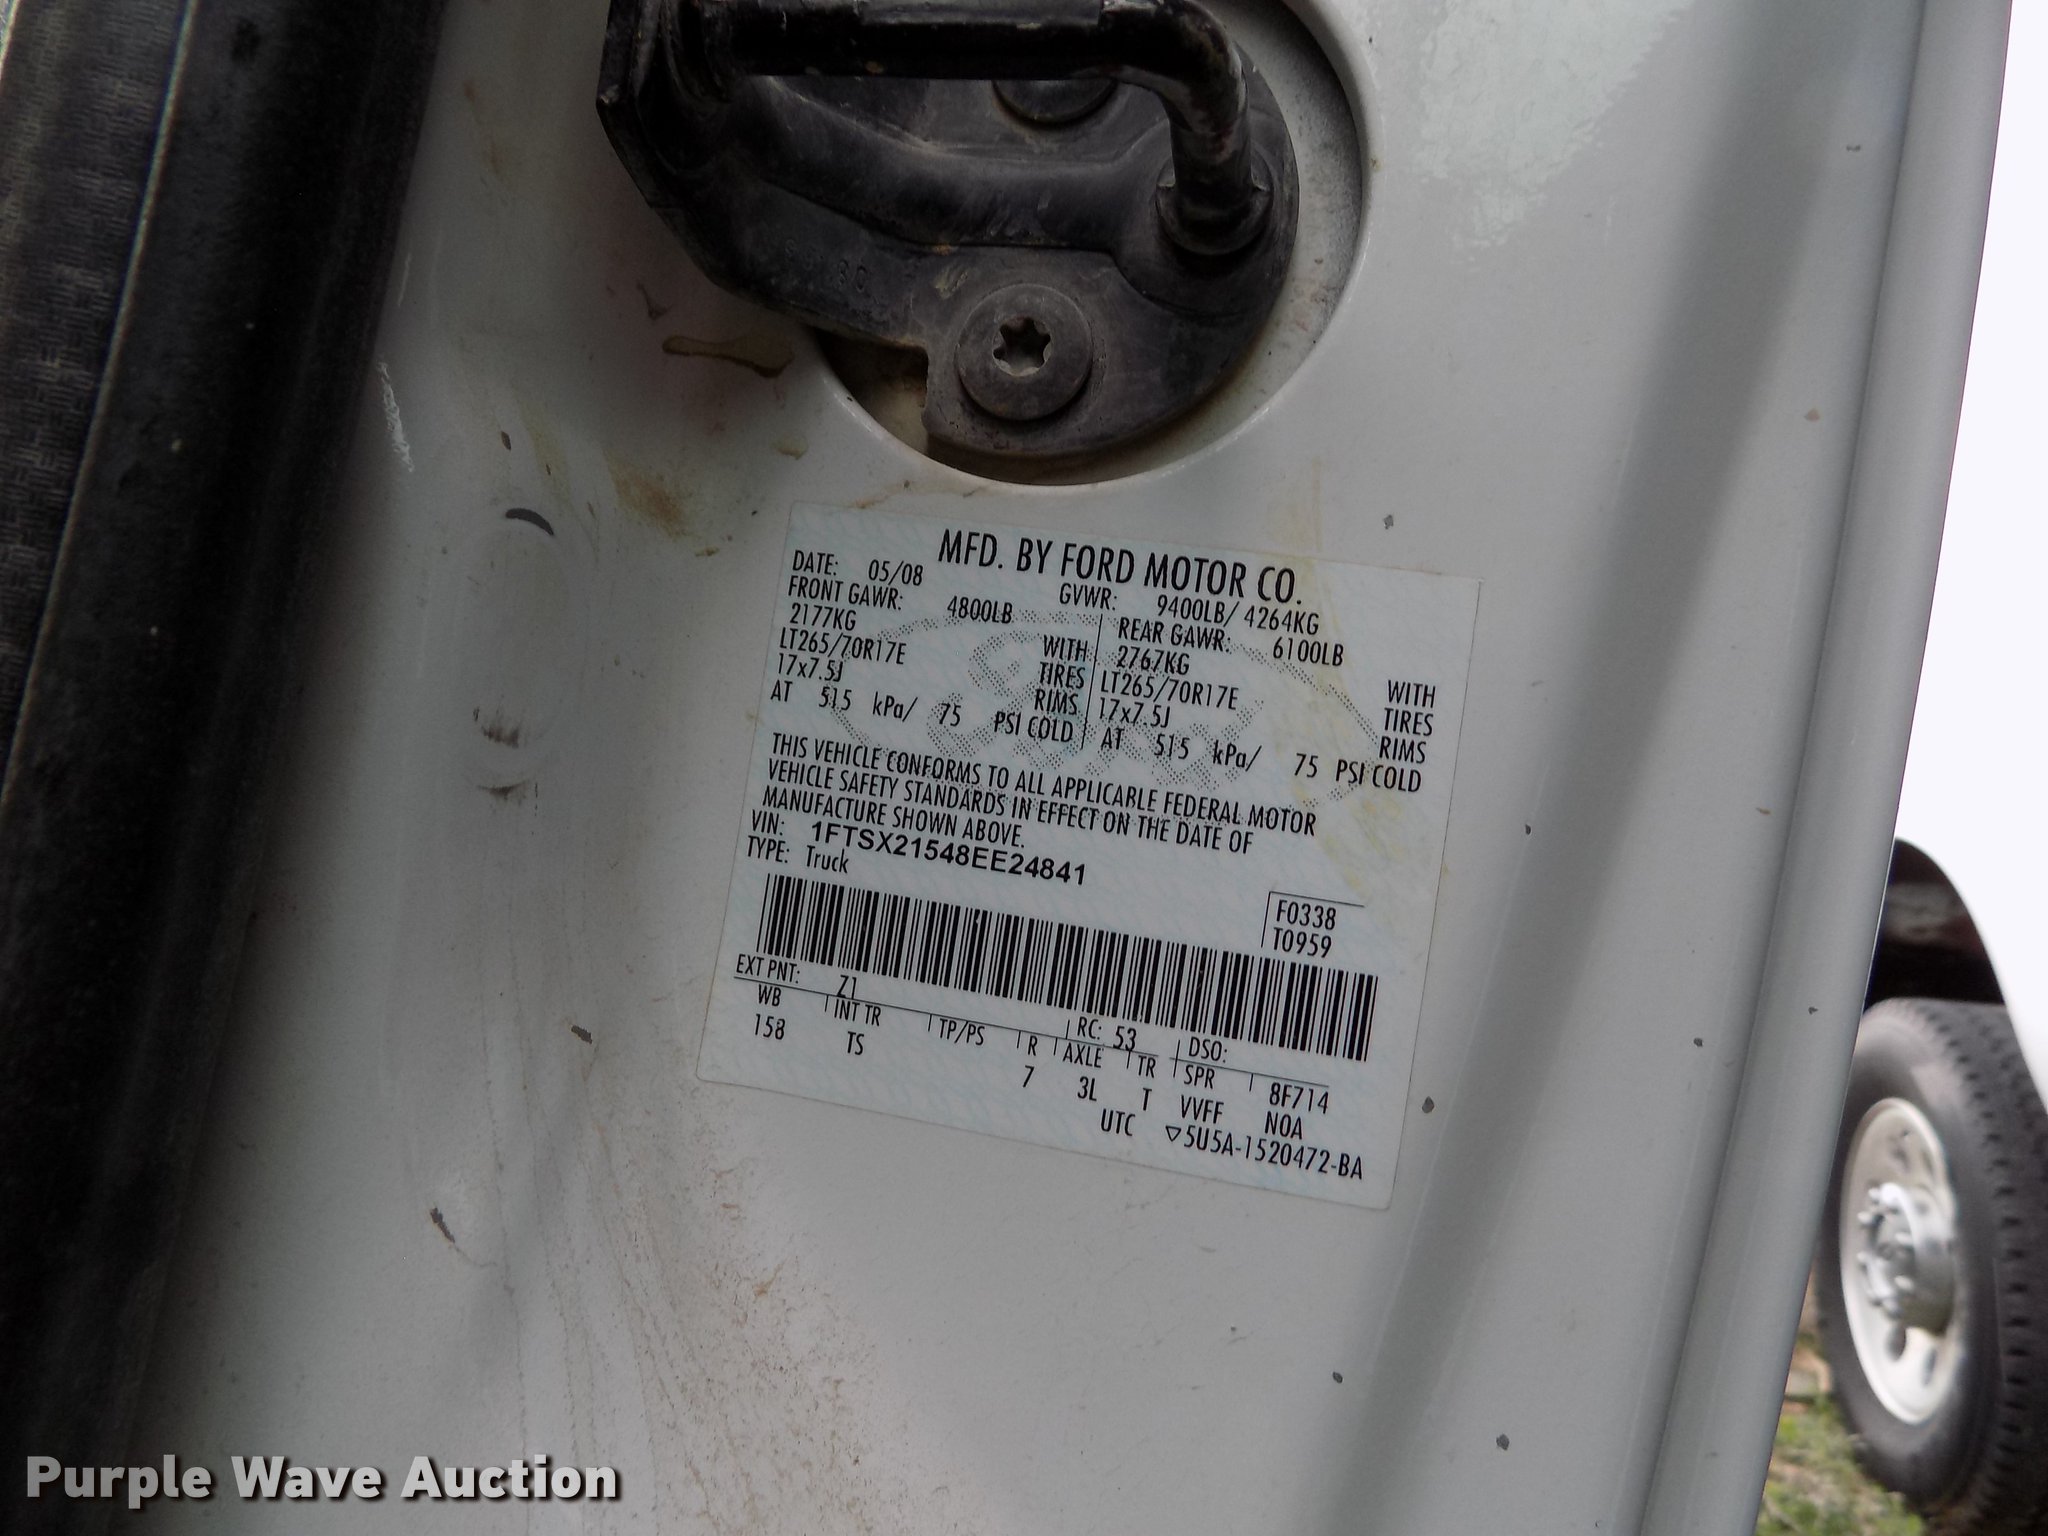 MFD. BY FORD MOTOR CO.
DATE: 05/08 GVWR: 9400LB/ 4264KG
FRONT GAWR: 4800LB REAR GAWR: 6100LB
2177KG WITH 2767KG WITH
LT265/70R17E TIRES LT265/70R17E TIRES
17x7.5J RIMS 17x7.5J RIMS
AT 515 kPa/ 75 PSI COLD AT 515 kPa/ 75 PSI COLD
THIS VEHICLE CONFORMS TO ALL APPLICABLE FEDERAL MOTOR
VEHICLE SAFETY STANDARDS IN EFFECT ON THE DATE OF
MANUFACTURE SHOWN ABOVE.
VIN: 1FTSX21548EE24841
TYPE: Truck
F0338
T0959
EXT PNT: Z1 RC: 53 DSO:
WB INT TR TP/PS R AXLE TR SPR 8F714
158 TS 7 3L T VVFF NOA
UTC ▽5U5A-1520472-BA
Purple Wave Auction